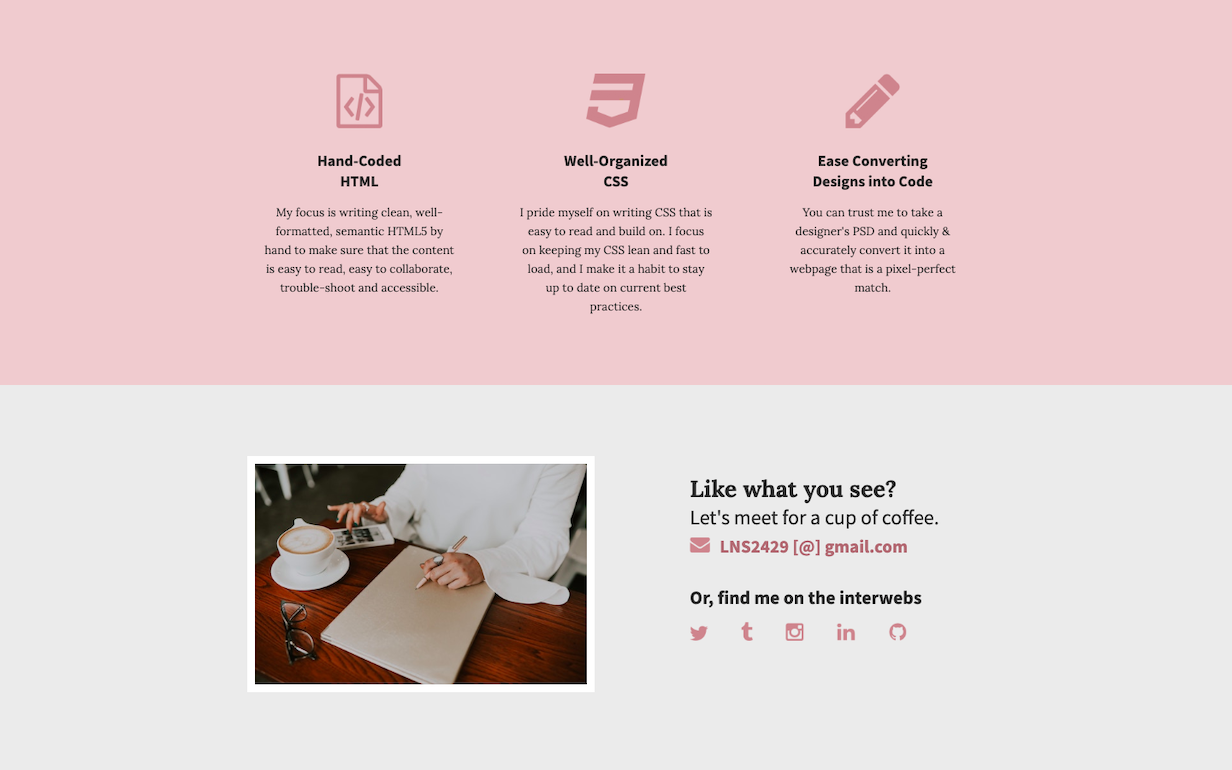 Hand-Coded
HTML
My focus is writing clean, well-
formatted, semantic HTML5 by
hand to make sure that the content
is easy to read, easy to collaborate,
trouble-shoot and accessible.
Well-Organized
CSS
I pride myself on writing CSS that is
easy to read and build on. I focus
on keeping my CSS lean and fast to
load, and I make it a habit to stay
up to date on current best
practices.
Ease Converting
Designs into Code
You can trust me to take a
designer's PSD and quickly &
accurately convert it into a
webpage that is a pixel-perfect
match.
Like what you see?
Let's meet for a cup of coffee.
LNS2429 [@] gmail.com
Or, find me on the interwebs